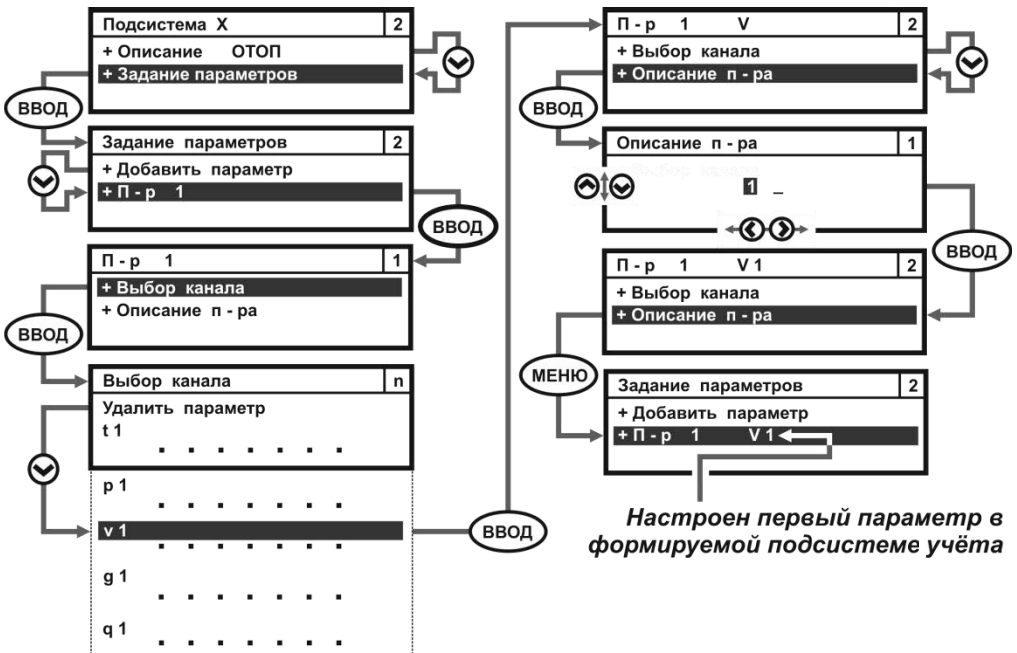 Подсистема X 2
+ Описание ОТОП
+ Задание параметров
ВВОД
Задание параметров 2
+ Добавить параметр
+ П - р 1
ВВОД
П - р 1 1
+ Выбор канала
+ Описание п - ра
ВВОД
Выбор канала n
Удалить параметр
t 1
. . . . . . .
p 1
. . . . . . .
v 1
. . . . . . .
g 1
. . . . . . .
q 1
. . . . . . .
ВВОД
П - р 1 V 2
+ Выбор канала
+ Описание п - ра
ВВОД
Описание п - ра 1
1 _
ВВОД
П - р 1 V 1 2
+ Выбор канала
+ Описание п - ра
МЕНЮ
Задание параметров 2
+ Добавить параметр
+ П - р 1 V 1
Настроен первый параметр в
формируемой подсистеме учёта